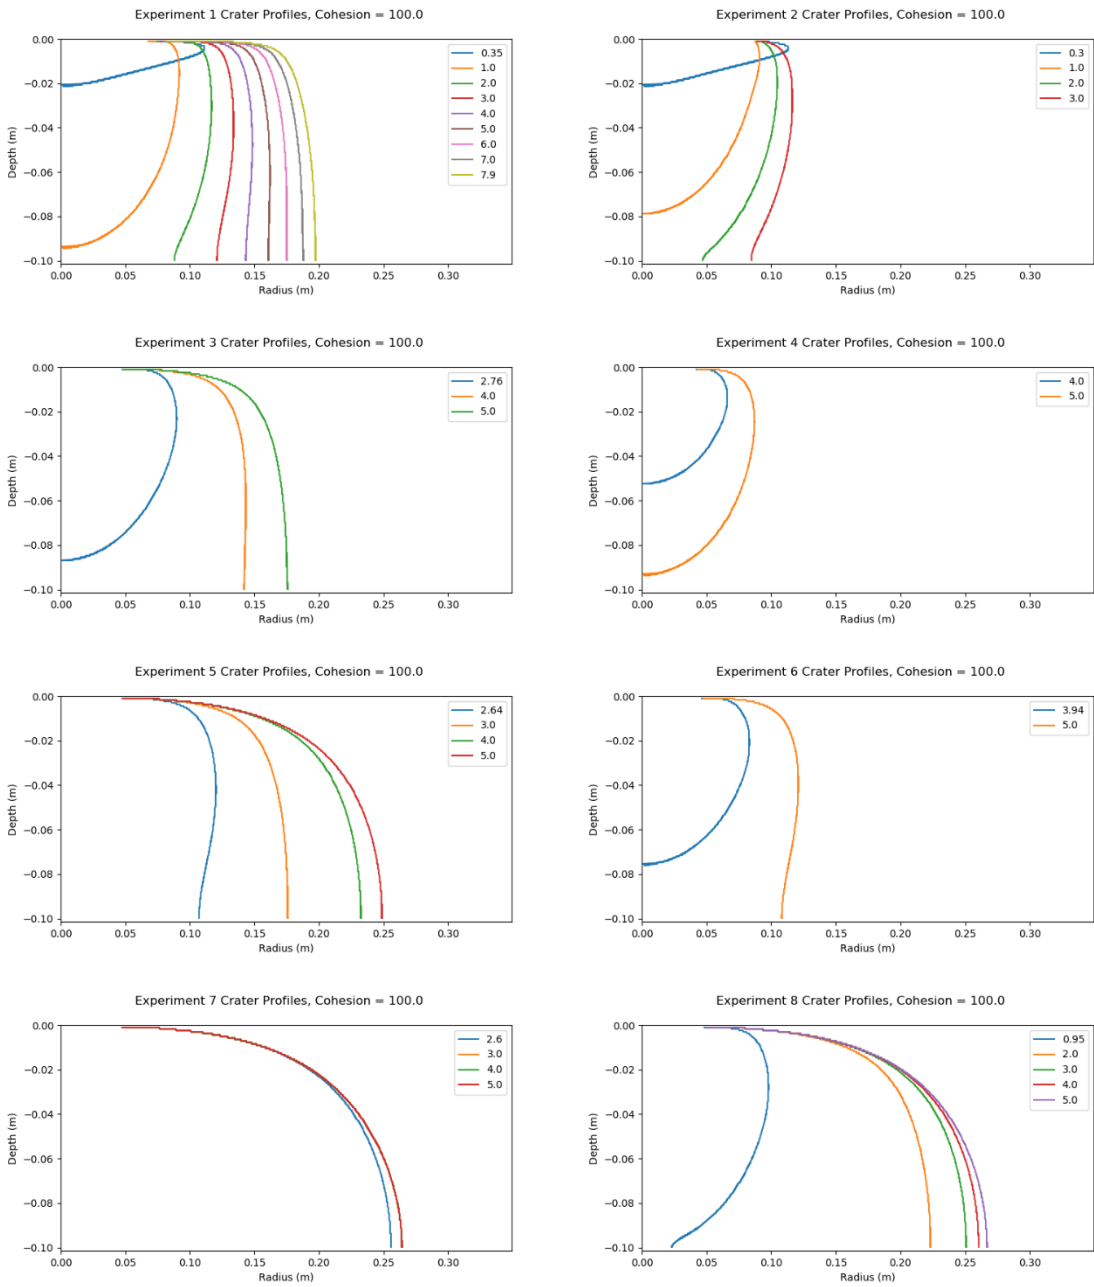 Experiment 1 Crater Profiles, Cohesion = 100.0
0.00
−0.02
−0.04
−0.06
−0.08
−0.10
Depth (m)
0.35
1.0
2.0
3.0
4.0
5.0
6.0
7.0
7.9
0.00 0.05 0.10 0.15 0.20 0.25 0.30
Radius (m)
Experiment 2 Crater Profiles, Cohesion = 100.0
0.00
−0.02
−0.04
−0.06
−0.08
−0.10
Depth (m)
0.3
1.0
2.0
3.0
0.00 0.05 0.10 0.15 0.20 0.25 0.30
Radius (m)
Experiment 3 Crater Profiles, Cohesion = 100.0
0.00
−0.02
−0.04
−0.06
−0.08
−0.10
Depth (m)
2.76
4.0
5.0
0.00 0.05 0.10 0.15 0.20 0.25 0.30
Radius (m)
Experiment 4 Crater Profiles, Cohesion = 100.0
0.00
−0.02
−0.04
−0.06
−0.08
−0.10
Depth (m)
4.0
5.0
0.00 0.05 0.10 0.15 0.20 0.25 0.30
Radius (m)
Experiment 5 Crater Profiles, Cohesion = 100.0
0.00
−0.02
−0.04
−0.06
−0.08
−0.10
Depth (m)
2.64
3.0
4.0
5.0
0.00 0.05 0.10 0.15 0.20 0.25 0.30
Radius (m)
Experiment 6 Crater Profiles, Cohesion = 100.0
0.00
−0.02
−0.04
−0.06
−0.08
−0.10
Depth (m)
3.94
5.0
0.00 0.05 0.10 0.15 0.20 0.25 0.30
Radius (m)
Experiment 7 Crater Profiles, Cohesion = 100.0
0.00
−0.02
−0.04
−0.06
−0.08
−0.10
Depth (m)
2.6
3.0
4.0
5.0
0.00 0.05 0.10 0.15 0.20 0.25 0.30
Radius (m)
Experiment 8 Crater Profiles, Cohesion = 100.0
0.00
−0.02
−0.04
−0.06
−0.08
−0.10
Depth (m)
0.95
2.0
3.0
4.0
5.0
0.00 0.05 0.10 0.15 0.20 0.25 0.30
Radius (m)